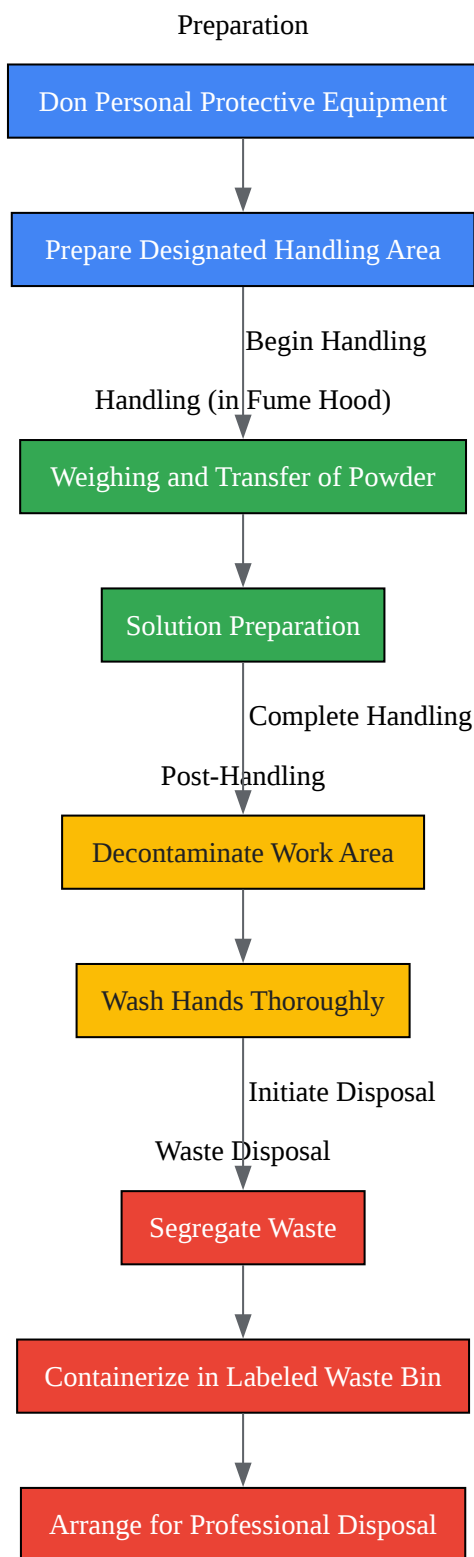 Preparation
Don Personal Protective Equipment
Prepare Designated Handling Area
Begin Handling
Handling (in Fume Hood)
Weighing and Transfer of Powder
Solution Preparation
Complete Handling
Post-Handling
Decontaminate Work Area
Wash Hands Thoroughly
Initiate Disposal
Waste Disposal
Segregate Waste
Containerize in Labeled Waste Bin
Arrange for Professional Disposal